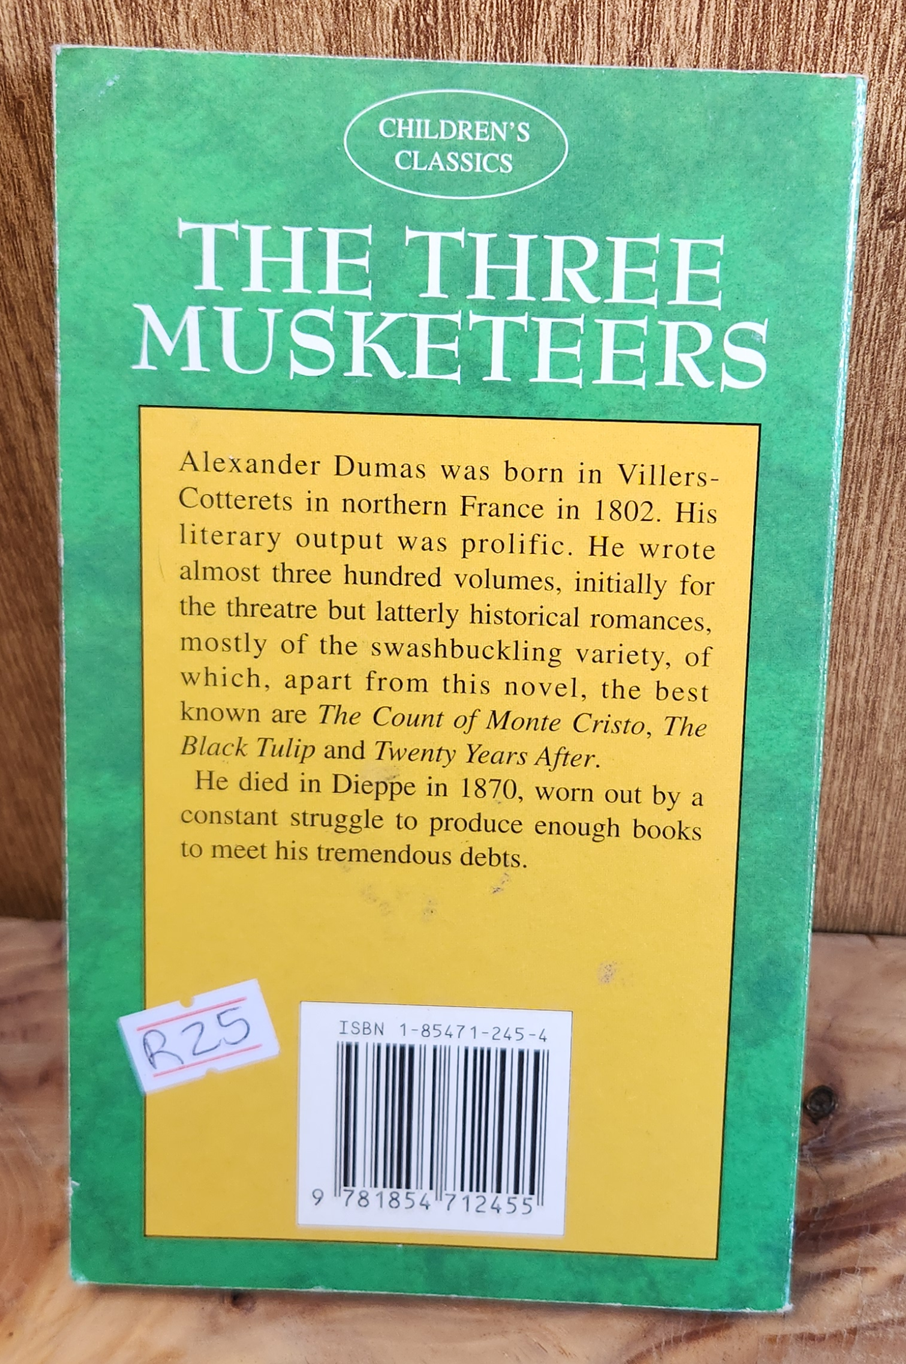 CHILDREN'S
CLASSICS
THE THREE
MUSKETEERS
Alexander Dumas was born in Villers-
Cotterets in northern France in 1802. His
literary output was prolific. He wrote
almost three hundred volumes, initially for
the threatre but latterly historical romances,
mostly of the swashbuckling variety, of
which, apart from this novel, the best
known are The Count of Monte Cristo, The
Black Tulip and Twenty Years After.
He died in Dieppe in 1870, worn out by a
constant struggle to produce enough books
to meet his tremendous debts.
R25
ISBN 1-85471-245-4
9 781854 712455